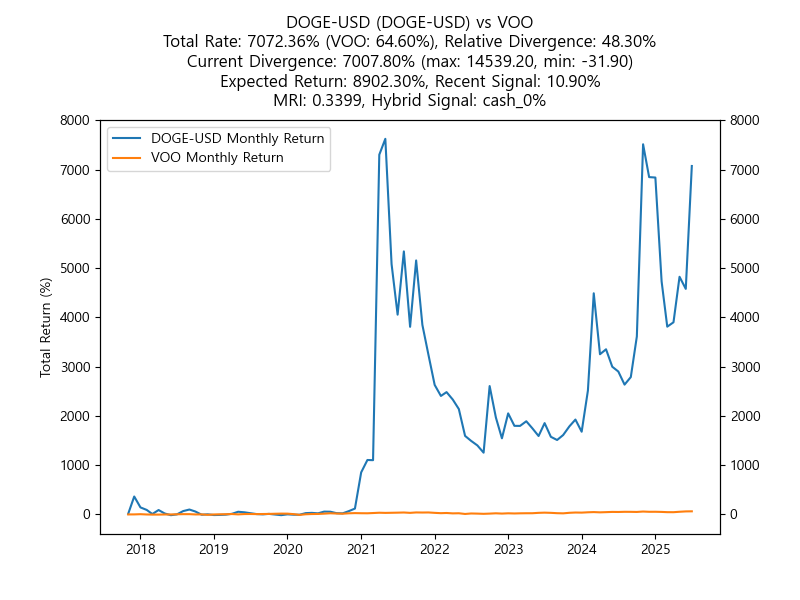 DOGE-USD (DOGE-USD) vs VOO
Total Rate: 7072.36% (VOO: 64.60%), Relative Divergence: 48.30%
Current Divergence: 7007.80% (max: 14539.20, min: -31.90)
Expected Return: 8902.30%, Recent Signal: 10.90%
MRI: 0.3399, Hybrid Signal: cash_0%
DOGE-USD Monthly Return
VOO Monthly Return
Total Return (%)
8000
7000
6000
5000
4000
3000
2000
1000
0
8000
7000
6000
5000
4000
3000
2000
1000
0
2018 2019 2020 2021 2022 2023 2024 2025